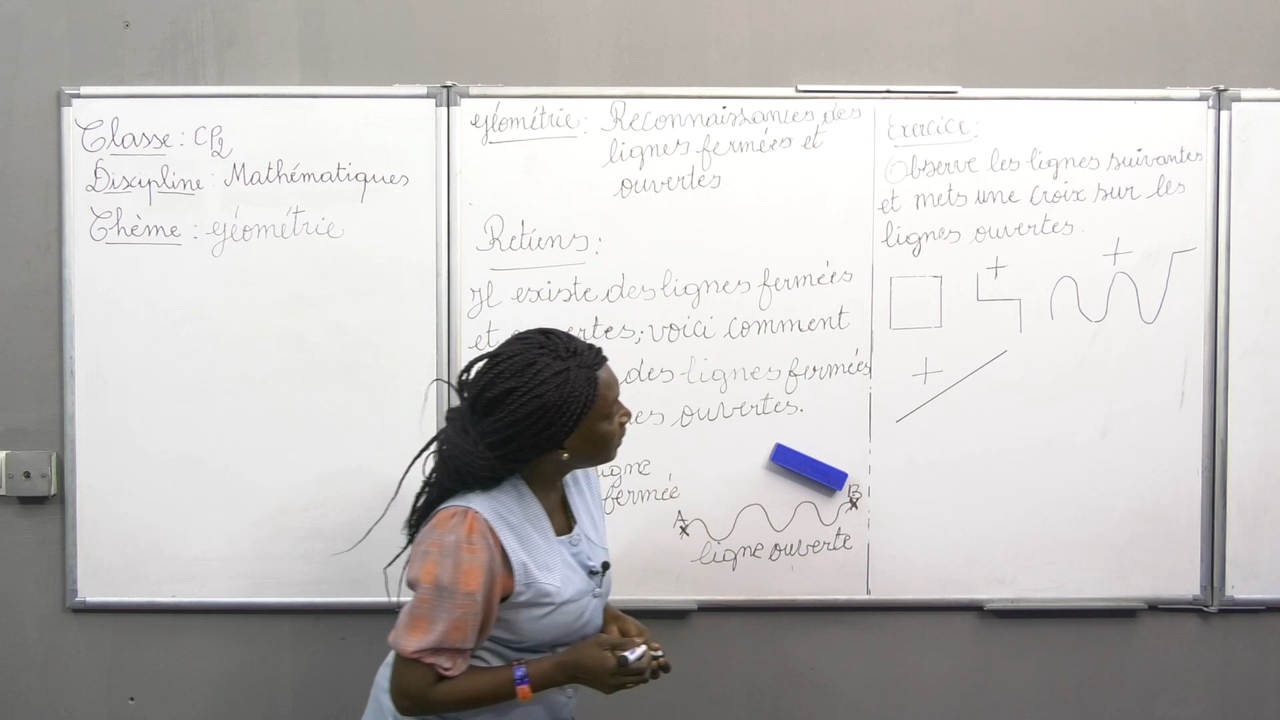 Classe : CP2
Discipline : Mathématiques
Thème : géométrie
géométrie : Reconnaissances des
lignes fermées et
ouvertes
Retiens :
Il existe des lignes fermées
et ouvertes ; voici comment
des lignes fermées
ouvertes.
ligne
fermée
A
B
ligne ouverte
Exercice :
Observe les lignes suivantes
et mets une croix sur les
lignes ouvertes.